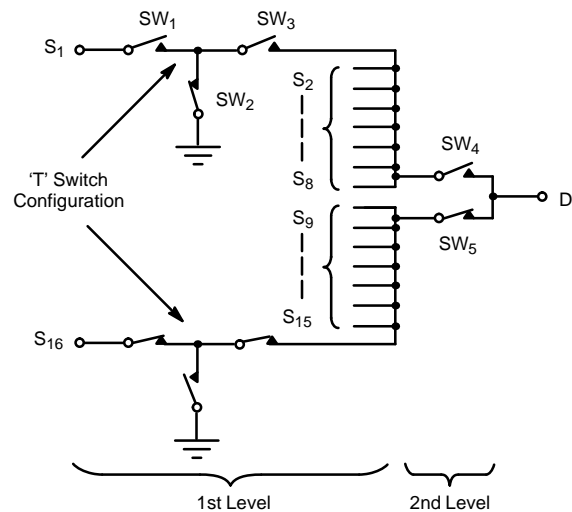 SW1 SW3
S1
S2
SW2
SW4
'T' Switch
Configuration
S8
D
S9
SW5
S15
S16
1st Level 2nd Level